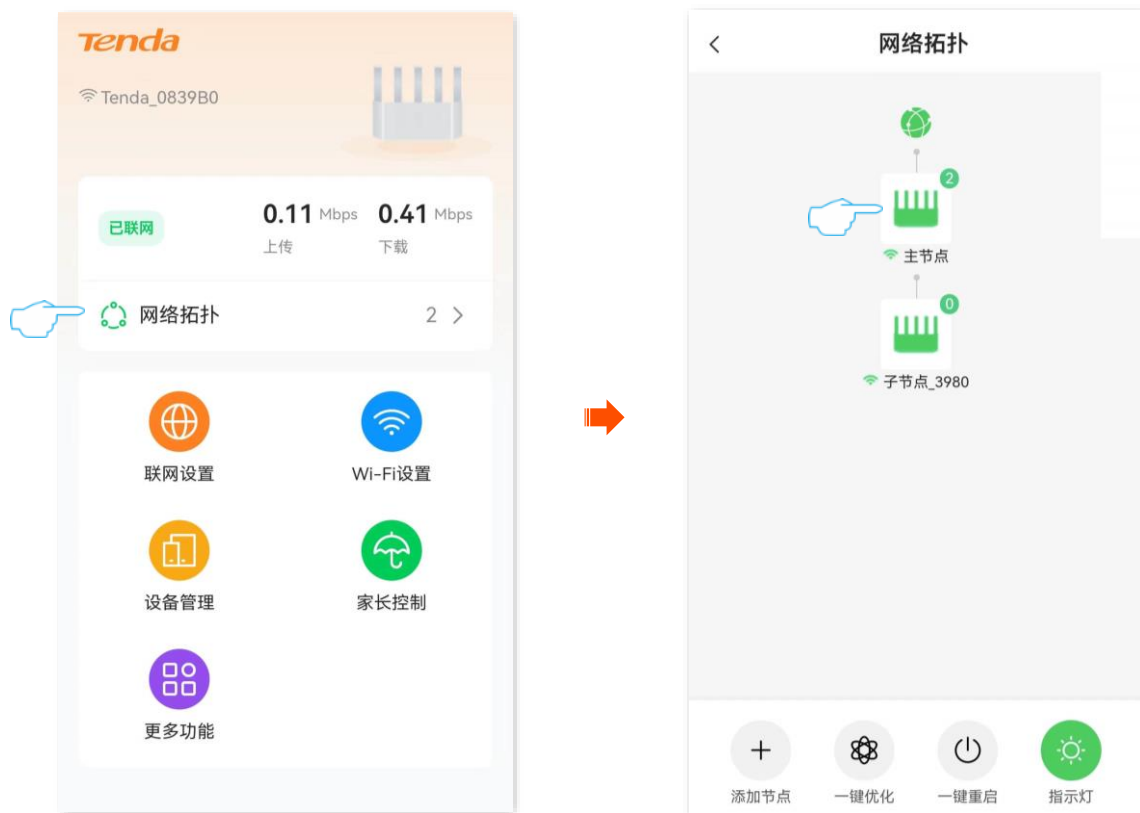 Tenda
Tenda_0839B0
已联网
0.11 Mbps 0.41 Mbps
上传 下载
网络拓扑 2
联网设置 Wi-Fi设置
设备管理 家长控制
更多功能
网络拓扑
2
主节点
0
子节点_3980
添加节点 一键优化 一键重启 指示灯